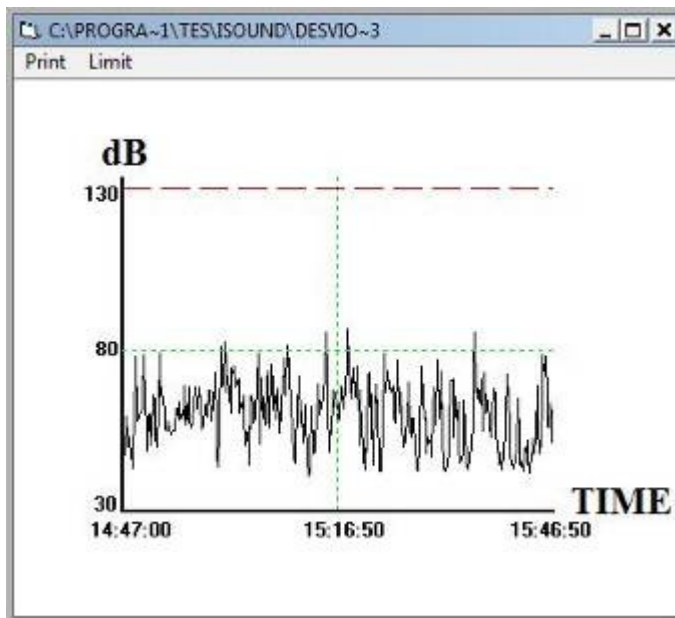 C:\PROGRA~1\TES\ISOUND\DESVIO~3
Print Limit
dB
130
80
30
TIME
14:47:00 15:16:50 15:46:50